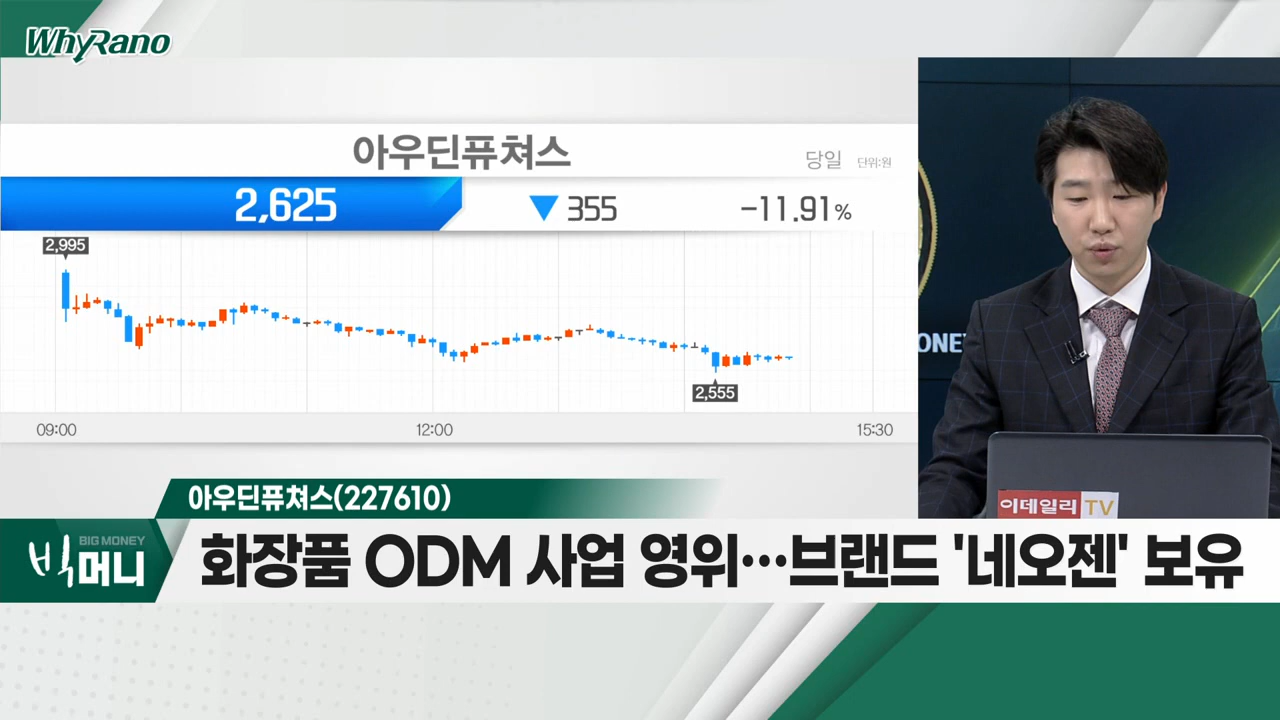 WhyRano
아우딘퓨쳐스
당일 단위:원
2,625 ▼ 355 -11.91%
2,995
2,555
09:00 12:00 15:30
ONE
이데일리TV
아우딘퓨쳐스(227610)
BIG MONEY
빅머니
화장품 ODM 사업 영위…브랜드 '네오젠' 보유